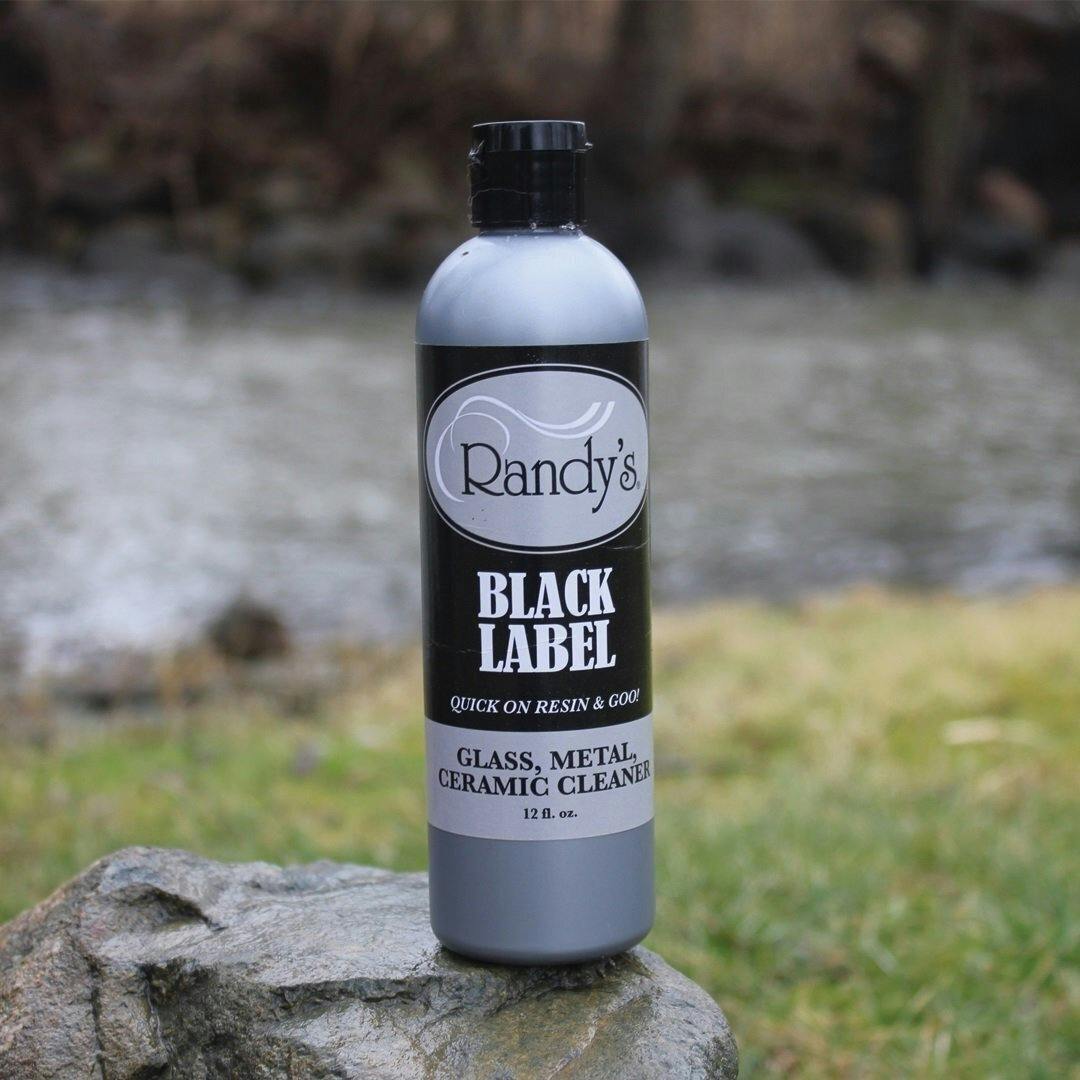 Randy's
BLACK
LABEL
QUICK ON RESIN & GOO!
GLASS, METAL,
CERAMIC CLEANER
12 fl. oz.